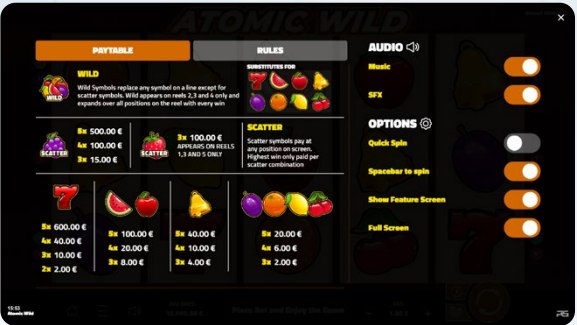 ATOMIC WILD
PAYTABLE
RULES
WILD
Wild Symbols replace any symbol on a line except for
scatter symbols. Wild appears on reels 2,3 and 4 only and
expands over all positions on the reel with every win
SUBSTITUTES FOR
WILD
SCATTER
5x 500.00 €
4x 100.00 €
3x 15.00 €
SCATTER
3x 100.00 €
APPEARS ON REELS
1,3 AND 5 ONLY
SCATTER
Scatter symbols pay at
any position on screen.
Highest win only paid per
scatter combination
5x 600.00 €
4x 40.00 €
3x 10.00 €
2x 2.00 €
5x 100.00 €
4x 20.00 €
3x 8.00 €
5x 40.00 €
4x 10.00 €
3x 4.00 €
5x 20.00 €
4x 6.00 €
3x 2.00 €
AUDIO
Music
SFX
OPTIONS
Quick Spin
Spacebar to spin
Show Feature Screen
Full Screen
15:53
Atomic Wild
Place Bet and Enjoy the Game